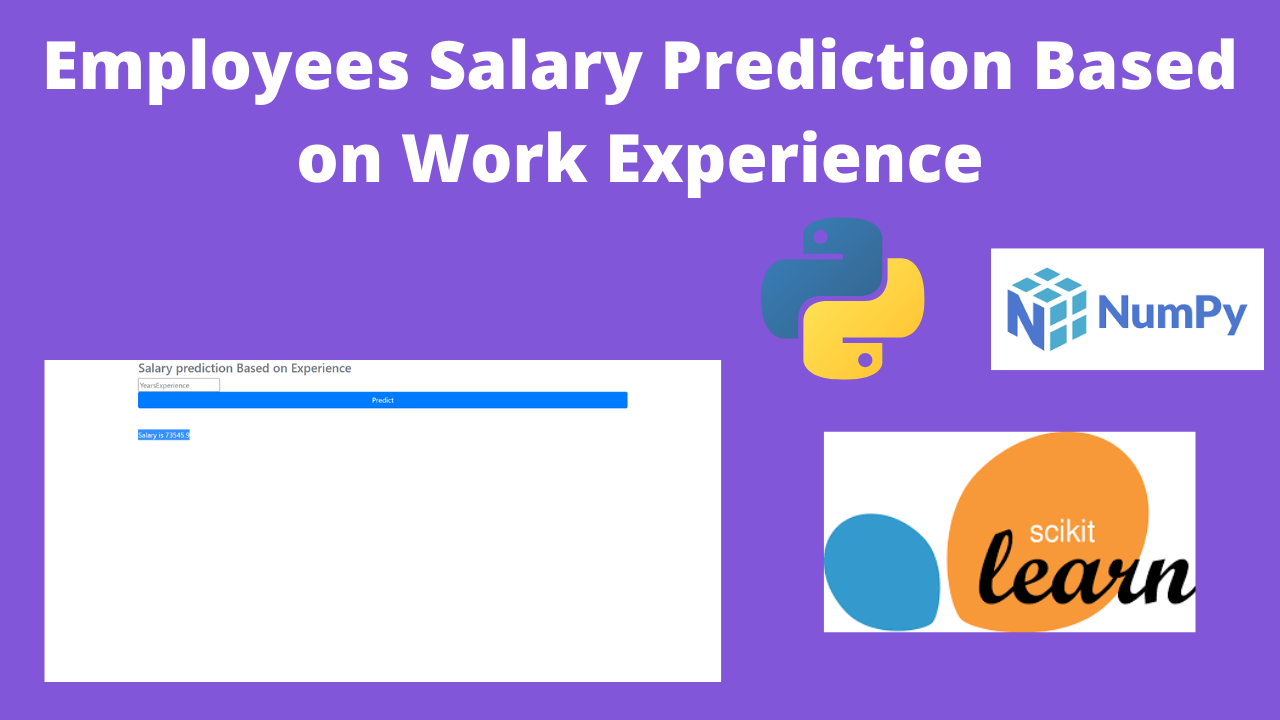 Employees Salary Prediction Based
on Work Experience
NumPy
Salary prediction Based on Experience
YearsExperience
Predict
Salary is 73545.9
scikit
learn